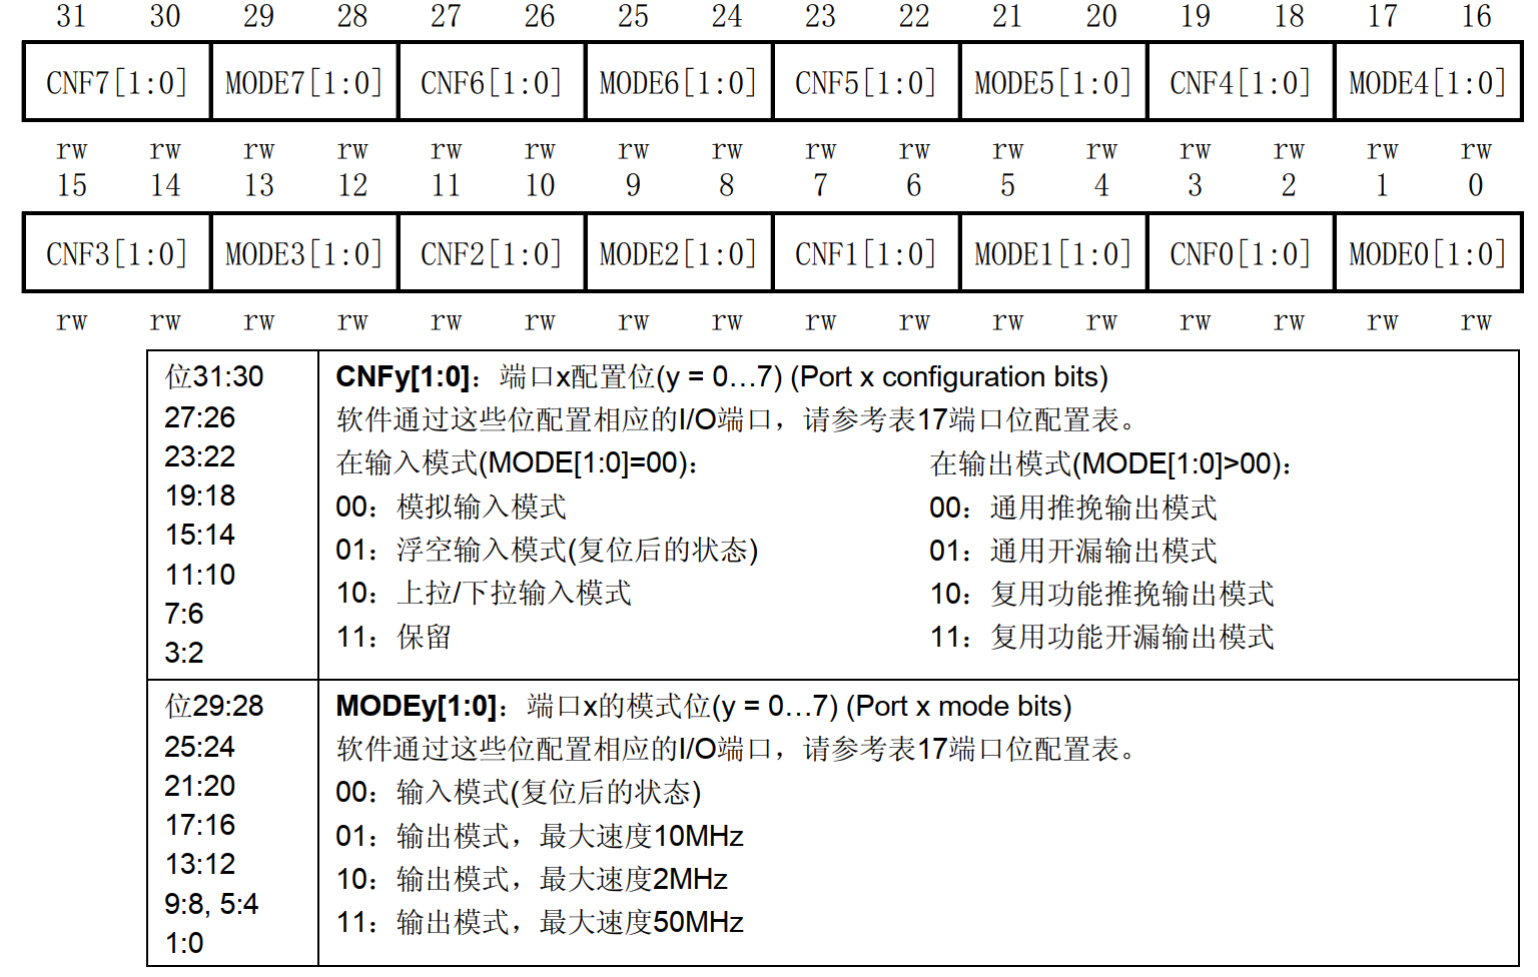 31 30 29 28 27 26 25 24 23 22 21 20 19 18 17 16
CNF7[1:0] MODE7[1:0] CNF6[1:0] MODE6[1:0] CNF5[1:0] MODE5[1:0] CNF4[1:0] MODE4[1:0]
rw rw rw rw rw rw rw rw rw rw rw rw rw rw rw rw
15 14 13 12 11 10 9 8 7 6 5 4 3 2 1 0
CNF3[1:0] MODE3[1:0] CNF2[1:0] MODE2[1:0] CNF1[1:0] MODE1[1:0] CNF0[1:0] MODE0[1:0]
rw rw rw rw rw rw rw rw rw rw rw rw rw rw rw rw
位31:30
27:26
23:22
19:18
15:14
11:10
7:6
3:2
CNFy[1:0]：端口x配置位(y = 0…7) (Port x configuration bits)
软件通过这些位配置相应的I/O端口，请参考表17端口位配置表。
在输入模式(MODE[1:0]=00)：
00：模拟输入模式
01：浮空输入模式(复位后的状态)
10：上拉/下拉输入模式
11：保留
在输出模式(MODE[1:0]>00)：
00：通用推挽输出模式
01：通用开漏输出模式
10：复用功能推挽输出模式
11：复用功能开漏输出模式
位29:28
25:24
21:20
17:16
13:12
9:8, 5:4
1:0
MODEy[1:0]：端口x的模式位(y = 0…7) (Port x mode bits)
软件通过这些位配置相应的I/O端口，请参考表17端口位配置表。
00：输入模式(复位后的状态)
01：输出模式，最大速度10MHz
10：输出模式，最大速度2MHz
11：输出模式，最大速度50MHz